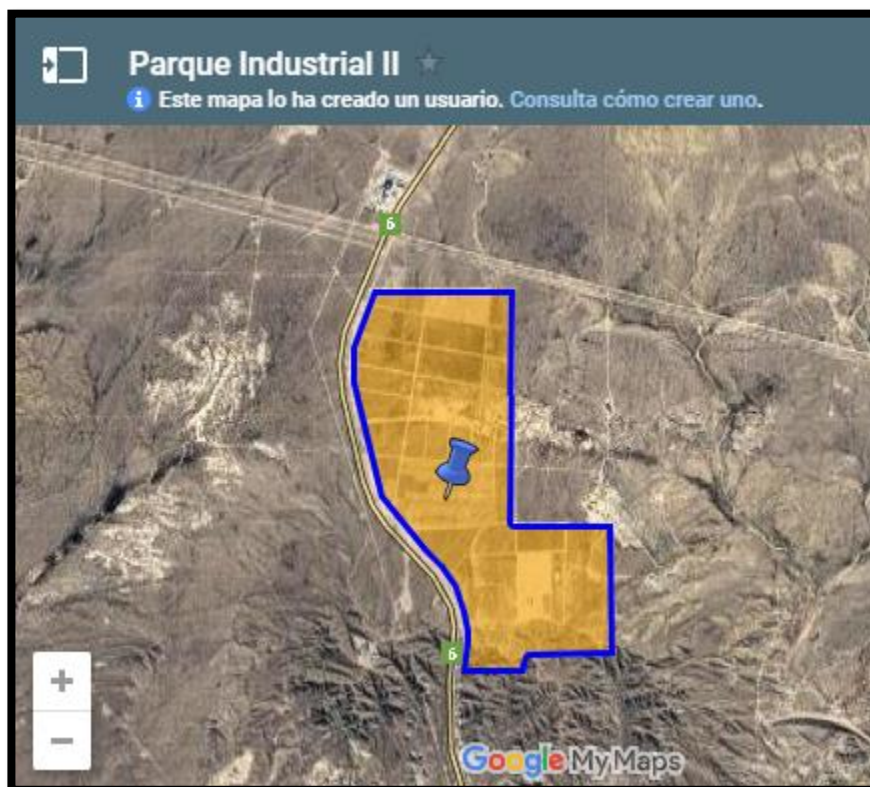 Parque Industrial II
Este mapa lo ha creado un usuario. Consulta cómo crear uno.
6
6
Google My Maps